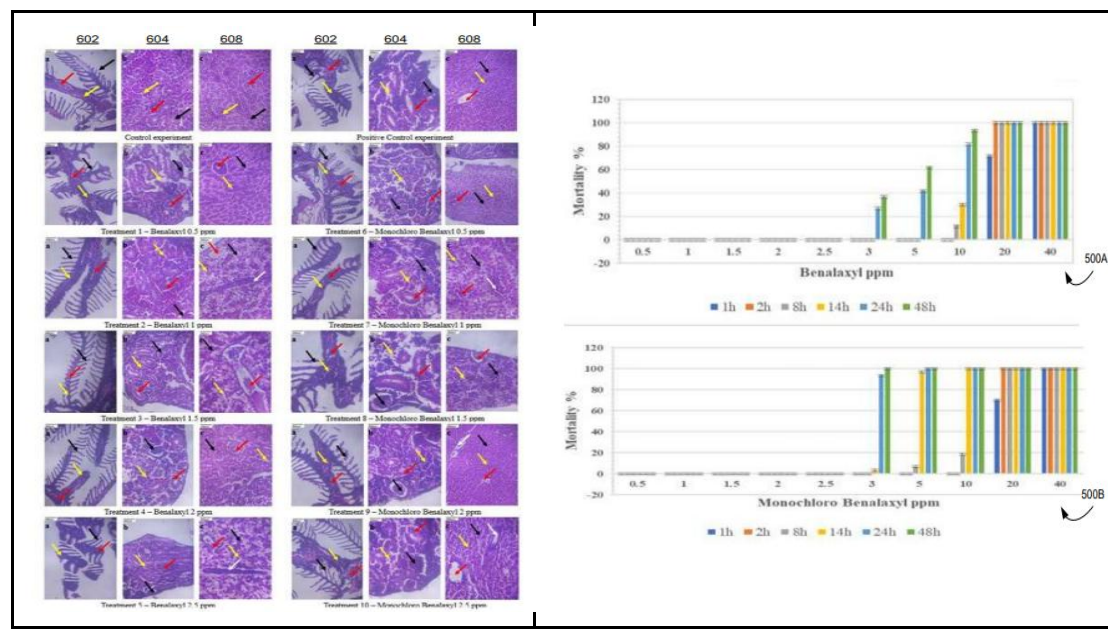 602 604 608 602 604 608
Control experiment Positive Control experiment
Treatment 1 – Benalaxyl 0.5 ppm Treatment 6 – Monochloro Benalaxyl 0.5 ppm
Treatment 2 – Benalaxyl 1 ppm Treatment 7 – Monochloro Benalaxyl 1 ppm
Treatment 3 – Benalaxyl 1.5 ppm Treatment 8 – Monochloro Benalaxyl 1.5 ppm
Treatment 4 – Benalaxyl 2 ppm Treatment 9 – Monochloro Benalaxyl 2 ppm
Treatment 5 – Benalaxyl 2.5 ppm Treatment 10 – Monochloro Benalaxyl 2.5 ppm
Mortality %
120
100
80
60
40
20
0
-20
0.5 1 1.5 2 2.5 3 5 10 20 40
Benalaxyl ppm
500A
1h 2h 8h 14h 24h 48h
Mortality %
120
100
80
60
40
20
0
-20
0.5 1 1.5 2 2.5 3 5 10 20 40
Monochloro Benalaxyl ppm
500B
1h 2h 8h 14h 24h 48h